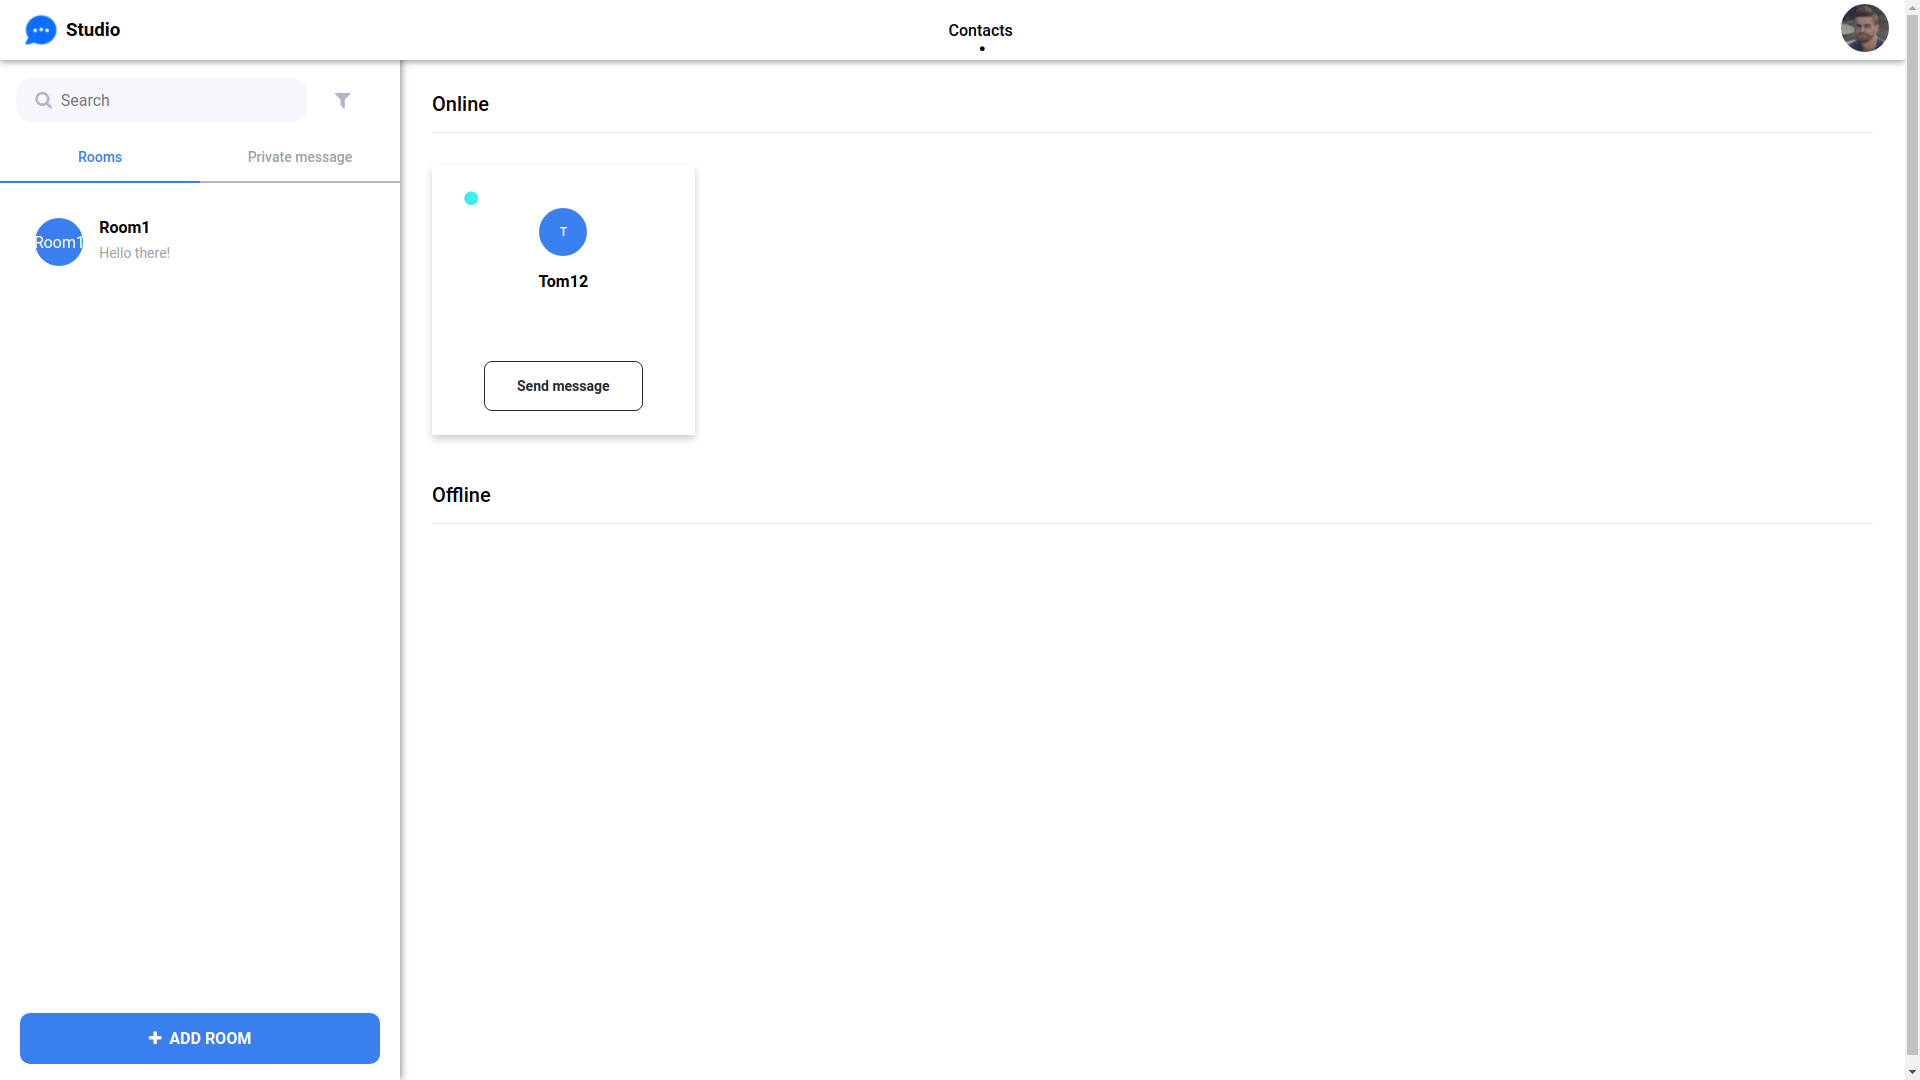 Studio
Contacts
Search
Rooms
Private message
Room1
Room1
Hello there!
ADD ROOM
Online
T
Tom12
Send message
Offline